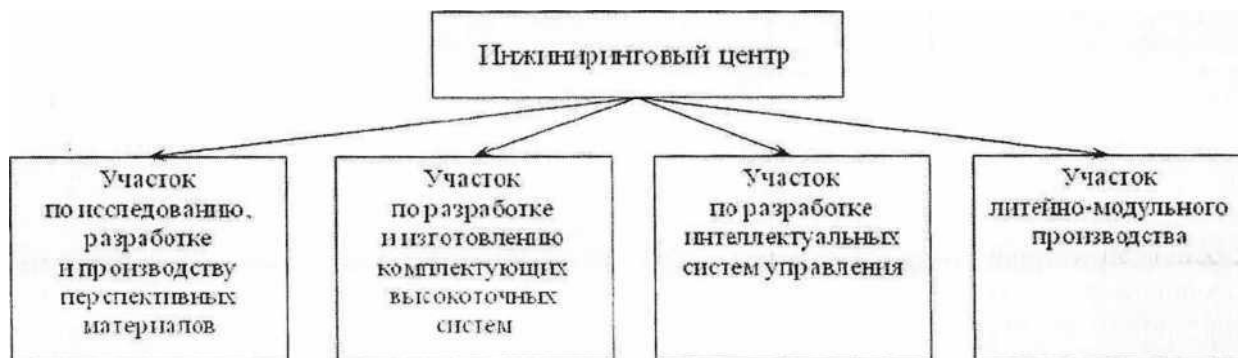 Инжиниринговый центр
Участок
по исследованию,
разработке
и производству
перспективных
материалов
Участок
по разработке
и изготовлению
комплектующих
высокоточных
систем
Участок
по разработке
интеллектуальных
систем управления
Участок
литейно-модульного
производства